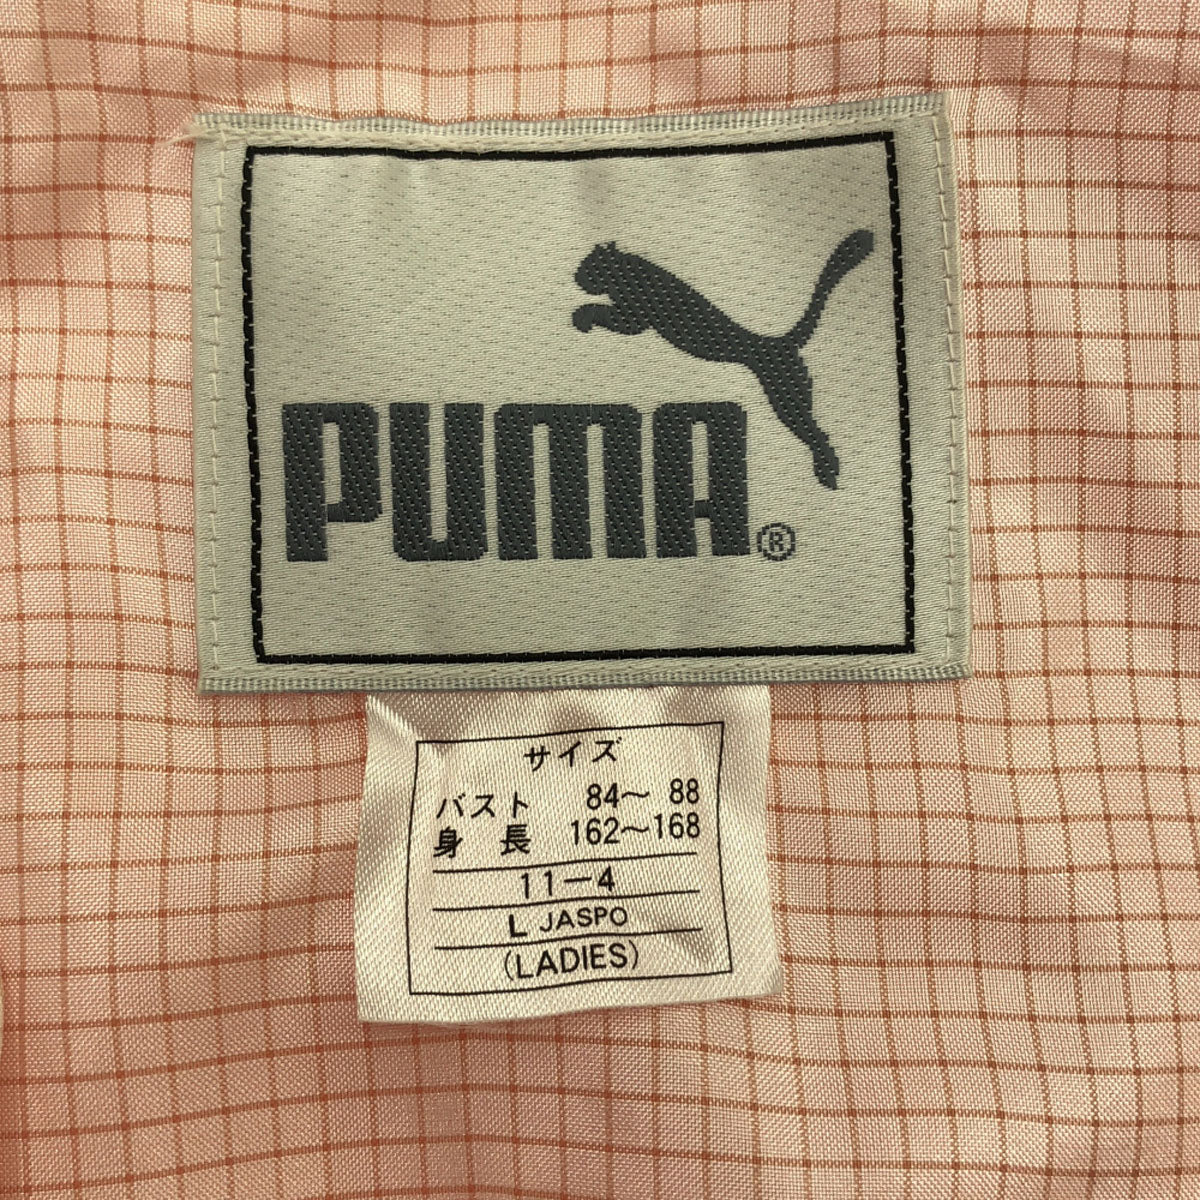 PUMA®
サイズ
バスト 84～ 88
身 長 162～168
11－4
L JASPO
(LADIES)